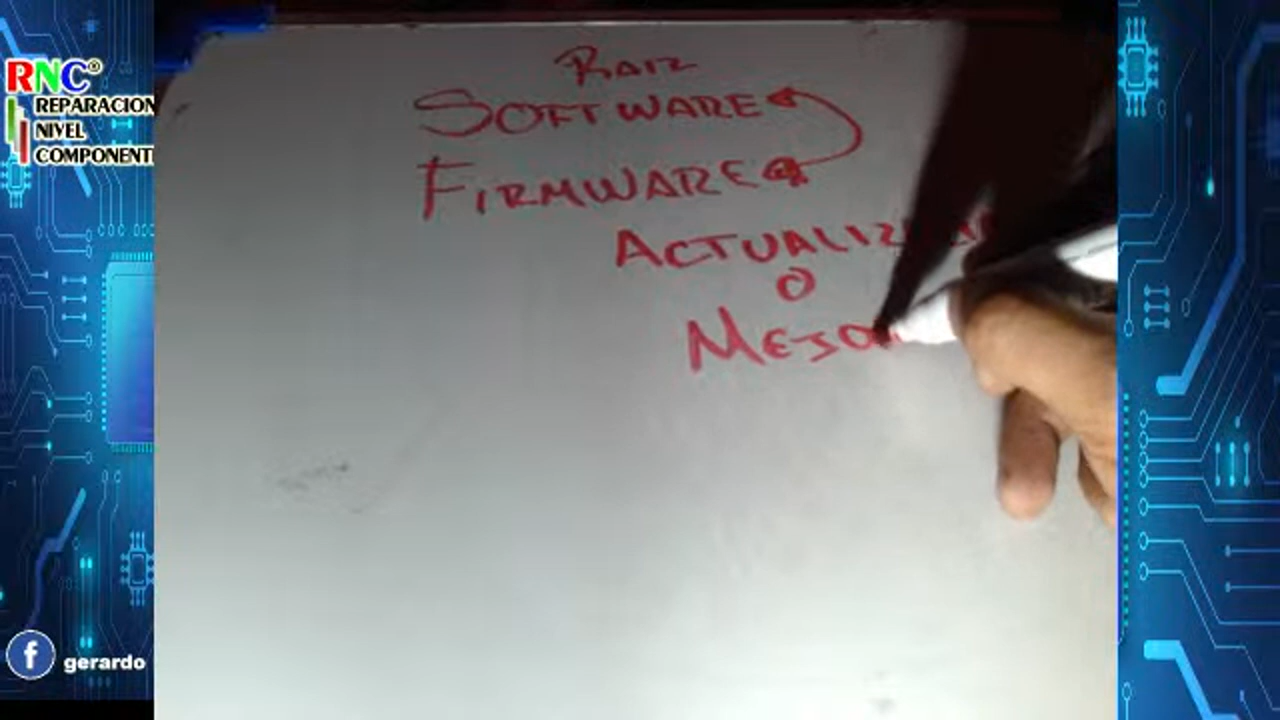 RNC®
REPARACION
NIVEL
COMPONENT
RAIZ
SOFTWARE
FIRMWARE
O
gerardo